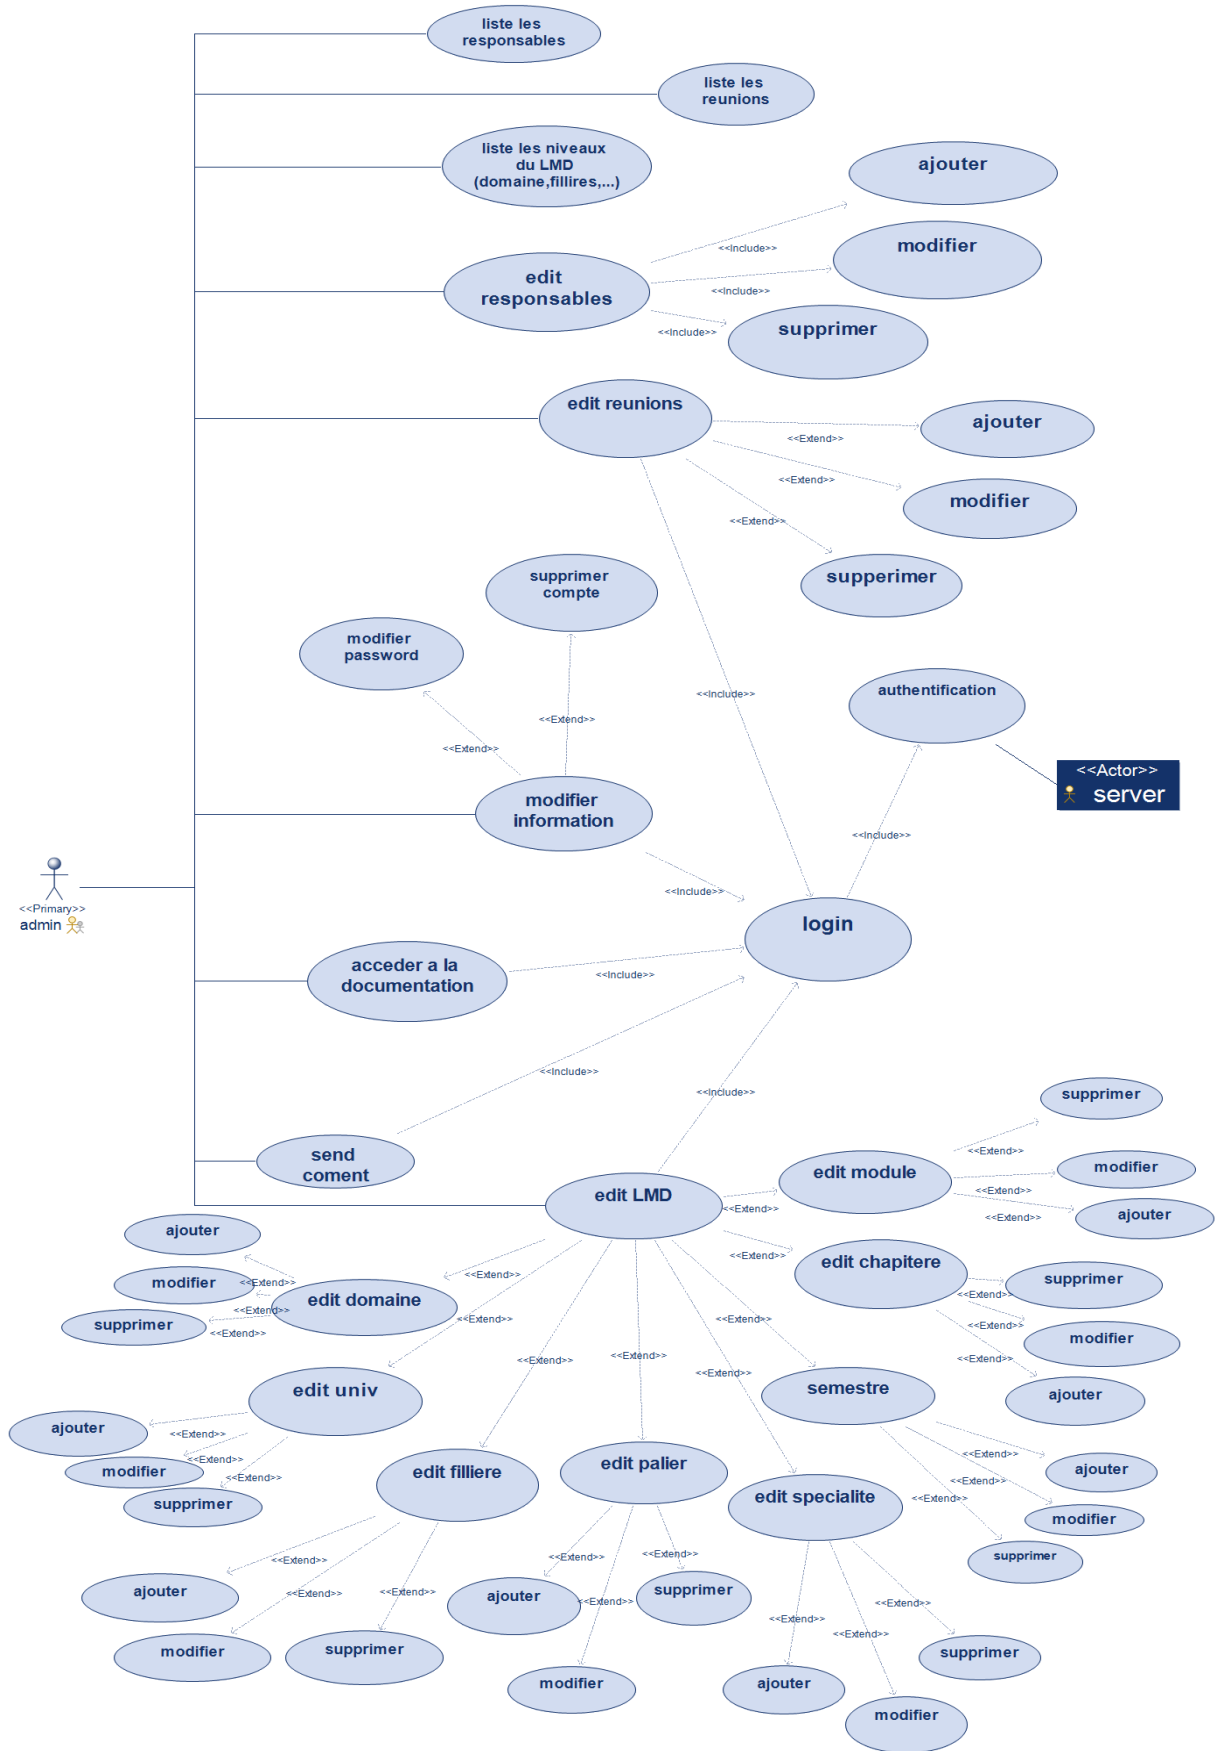 liste les
responsables
liste les
reunions
liste les niveaux
du LMD
(domaine,fillires,...)
ajouter
<<Include>>
modifier
edit
responsables
<<Include>>
supprimer
<<Include>>
edit reunions
ajouter
<<Extend>>
<<Extend>>
modifier
<<Extend>>
supperimer
supprimer
compte
modifier
password
<<Include>>
authentification
<<Extend>>
<<Extend>>
<<Actor>>
server
modifier
information
<<Include>>
<<Include>>
<<Primary>>
admin
login
acceder a la
documentation
<<Include>>
<<Include>>
<<Include>>
supprimer
send
coment
<<Extend>>
edit module
modifier
<<Extend>>
edit LMD
<<Extend>>
ajouter
<<Extend>>
ajouter
<<Extend>>
edit chapitere
modifier
<<Extend>>
<<Extend>>
supprimer
<<Extend>>
edit domaine
<<Extend>>
supprimer
<<Extend>>
<<Extend>>
<<Extend>>
<<Extend>>
modifier
<<Extend>>
<<Extend>>
<<Extend>>
<<Extend>>
<<Extend>>
edit univ
semestre
ajouter
ajouter
<<Extend>>
<<Extend>>
<<Extend>>
modifier
<<Extend>>
edit filliere
edit palier
ajouter
<<Extend>>
supprimer
edit specialite
<<Extend>>
modifier
<<Extend>>
<<Extend>>
<<Extend>>
supprimer
ajouter
<<Extend>>
<<Extend>>
ajouter
<<Extend>>
supprimer
<<Extend>>
<<Extend>>
<<Extend>>
modifier
supprimer
supprimer
modifier
ajouter
modifier